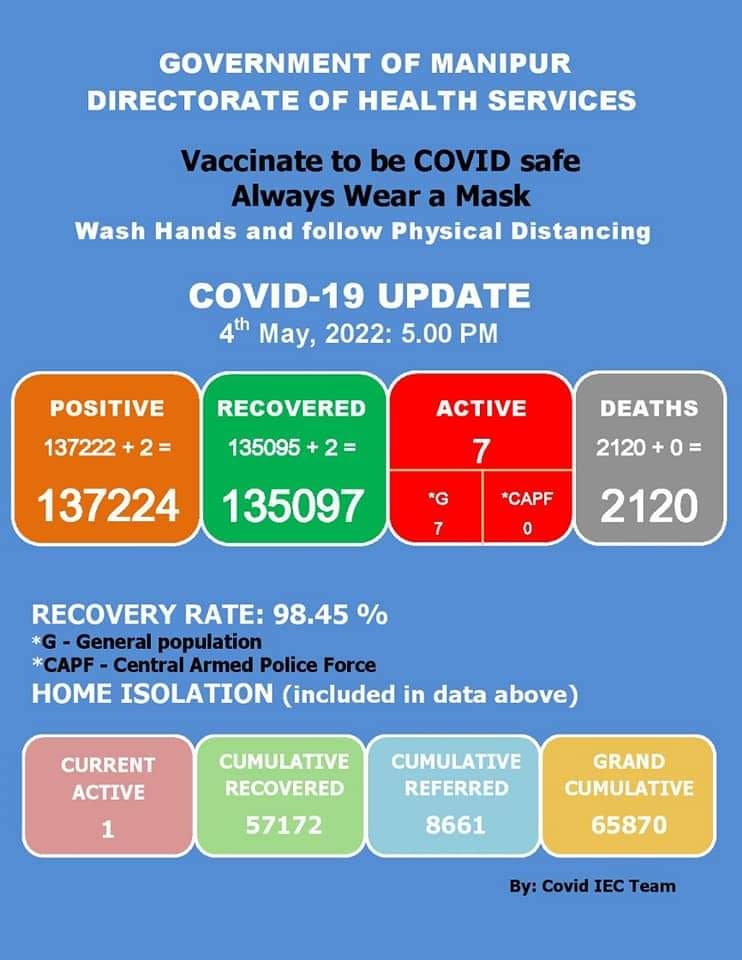 GOVERNMENT OF MANIPUR
DIRECTORATE OF HEALTH SERVICES
Vaccinate to be COVID safe
Always Wear a Mask
Wash Hands and follow Physical Distancing
COVID-19 UPDATE
4th May, 2022: 5.00 PM
POSITIVE
137222 + 2 =
137224
RECOVERED
135095 + 2 =
135097
ACTIVE
7
*G
7
*CAPF
0
DEATHS
2120 + 0 =
2120
RECOVERY RATE: 98.45 %
*G - General population
*CAPF - Central Armed Police Force
HOME ISOLATION (included in data above)
CURRENT
ACTIVE
1
CUMULATIVE
RECOVERED
57172
CUMULATIVE
REFERRED
8661
GRAND
CUMULATIVE
65870
By: Covid IEC Team